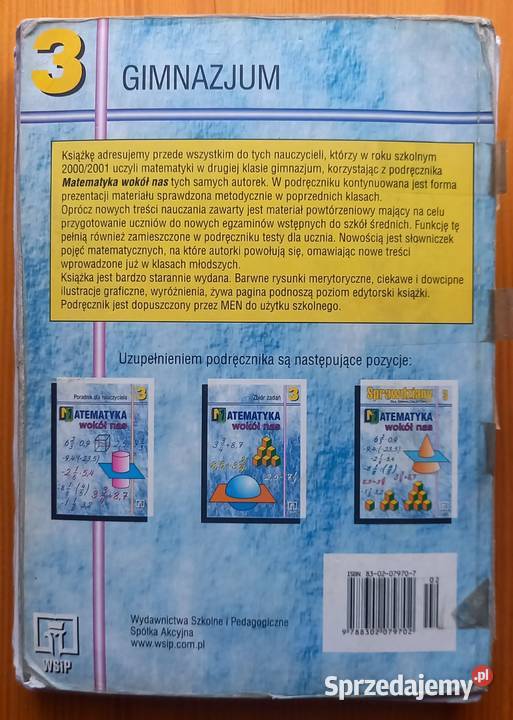 3 GIMNAZJUM
Książkę adresujemy przede wszystkim do tych nauczycieli, którzy w roku szkolnym
2000/2001 uczyli matematyki w drugiej klasie gimnazjum, korzystając z podręcznika
Matematyka wokół nas tych samych autorek. W podręczniku kontynuowana jest forma
prezentacji materiału sprawdzona metodycznie w poprzednich klasach.
Oprócz nowych treści nauczania zawarty jest materiał powtórzeniowy mający na celu
przygotowanie uczniów do nowych egzaminów wstępnych do szkół średnich. Funkcję tę
pełnią również zamieszczone w podręczniku testy dla ucznia. Nowością jest słowniczek
pojęć matematycznych, na które autorki powołują się, omawiając nowe treści
wprowadzone już w klasach młodszych.
Książka jest bardzo starannie wydana. Barwne rysunki merytoryczne, ciekawe i dowcipne
ilustracje graficzne, wyróżnienia, żywa pagina podnoszą poziom edytorski książki.
Podręcznik jest dopuszczony przez MEN do użytku szkolnego.
Uzupełnieniem podręcznika są następujące pozycje:
Poradnik dla nauczyciela 3
MATEMATYKA
wokół nas
Zbiór zadań 3
MATEMATYKA
wokół nas
Sprawdziany 3
MATEMATYKA
wokół nas
ISBN 83-02-07970-7
02
9 788302 079702
WSiP
Wydawnictwa Szkolne i Pedagogiczne
Spółka Akcyjna
www.wsip.com.pl
Sprzedajemy.pl